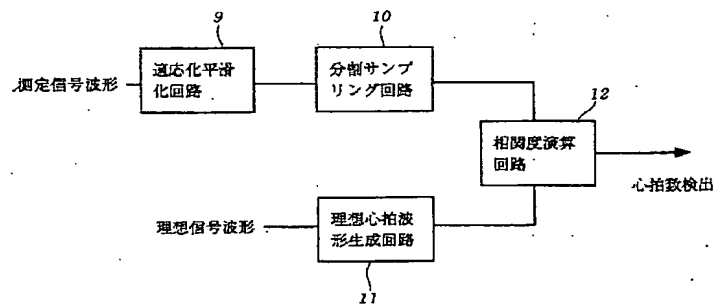 9
10
測定信号波形
適応化平滑
化回路
分割サンプ
リング回路
12
相関度演算
回路
心拍数検出
理想信号波形
理想心拍波
形生成回路
11